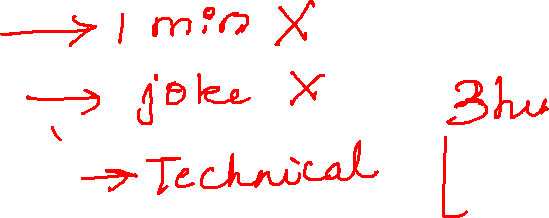 → 1 min X
→ joke X
3hr
→ Technical